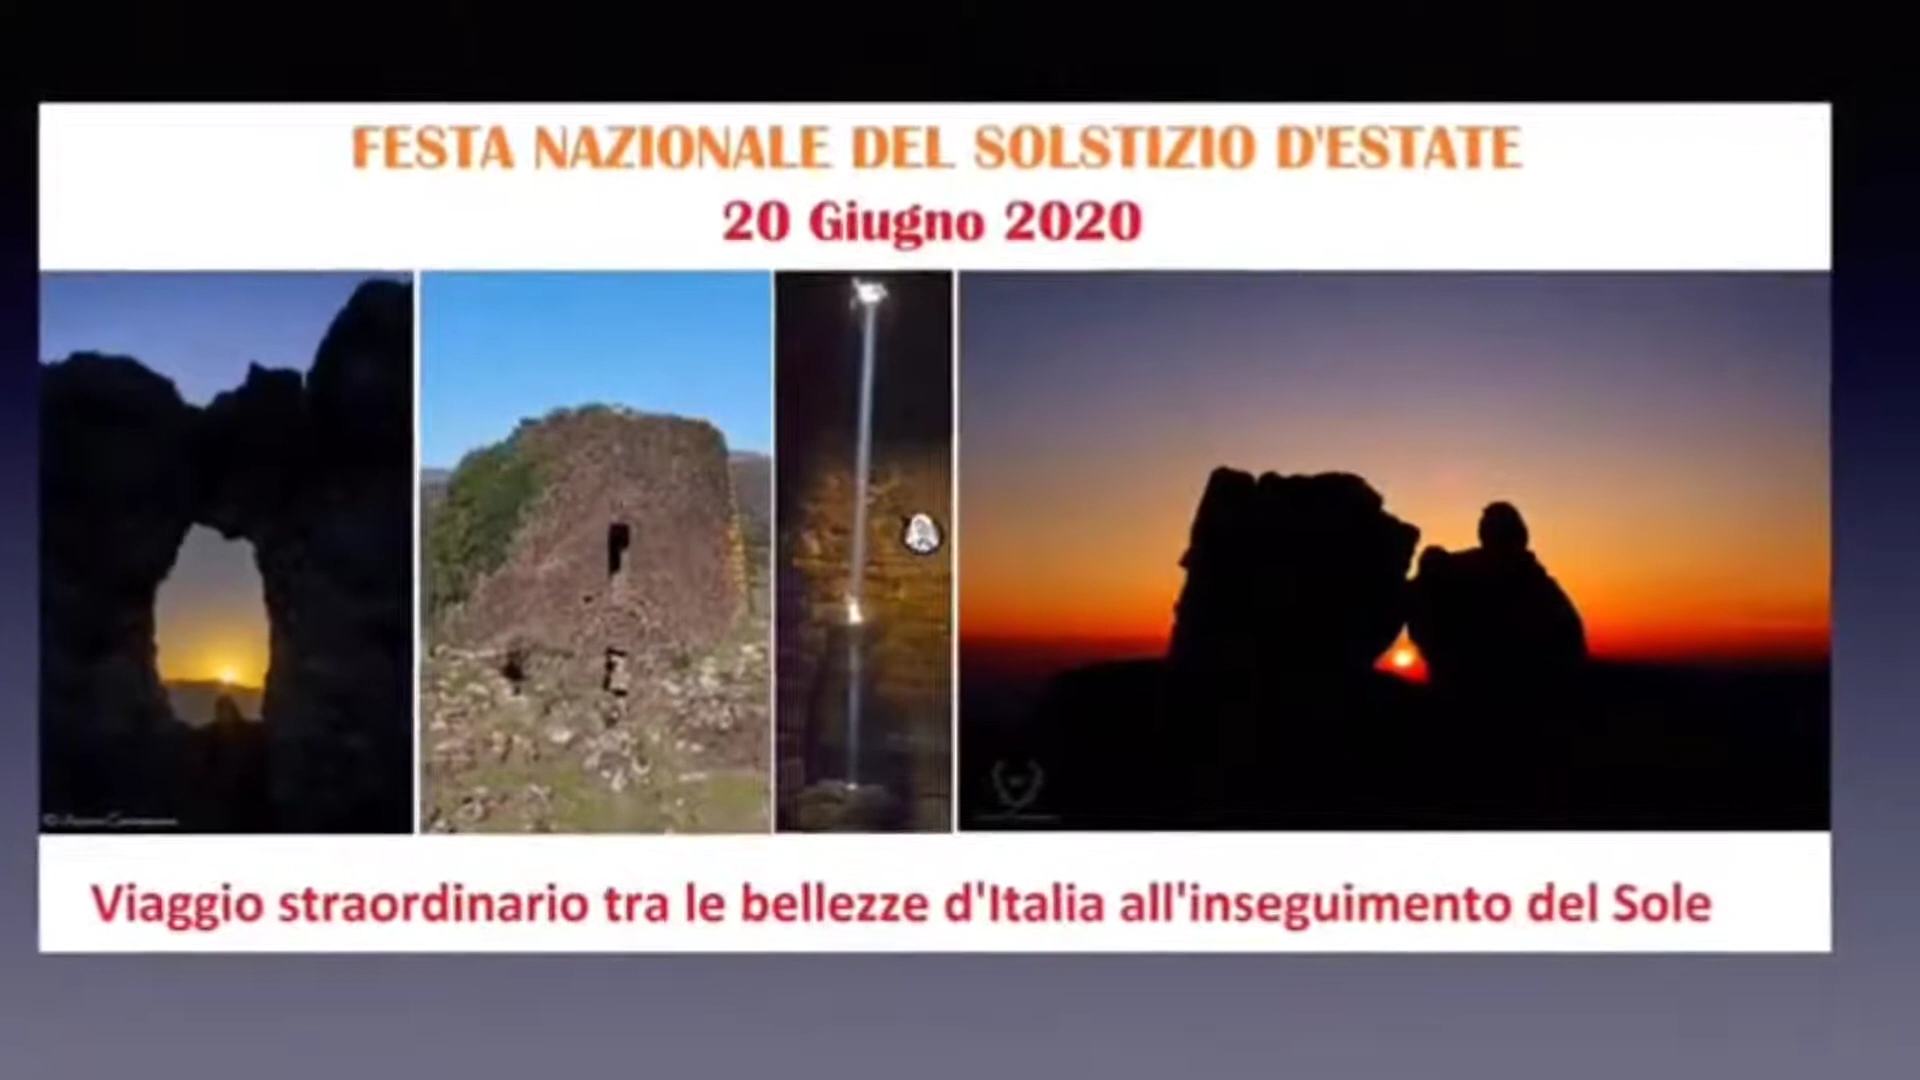 FESTA NAZIONALE DEL SOLSTIZIO D'ESTATE
20 Giugno 2020
Viaggio straordinario tra le bellezze d'Italia all'inseguimento del Sole